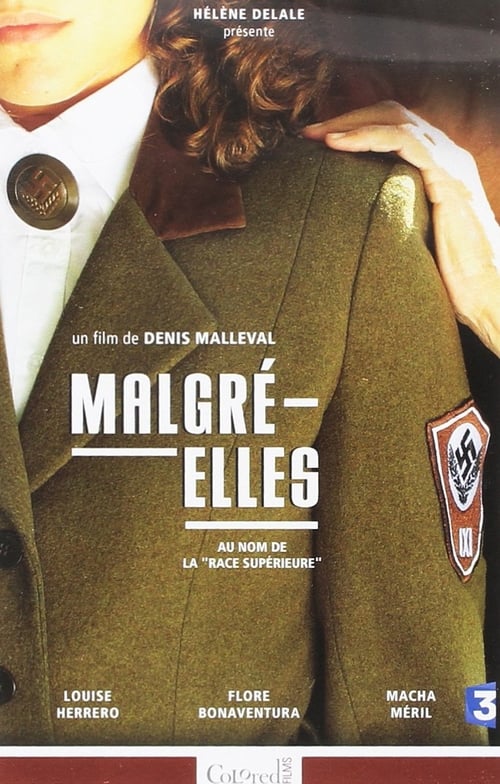 HÉLÈNE DELALE
présente
un film de DENIS MALLEVAL
MALGRÉ-
ELLES
AU NOM DE
LA "RACE SUPÉRIEURE"
LOUISE
HERRERO
FLORE
BONAVENTURA
MACHA
MÉRIL
3
CoLored
FILMS